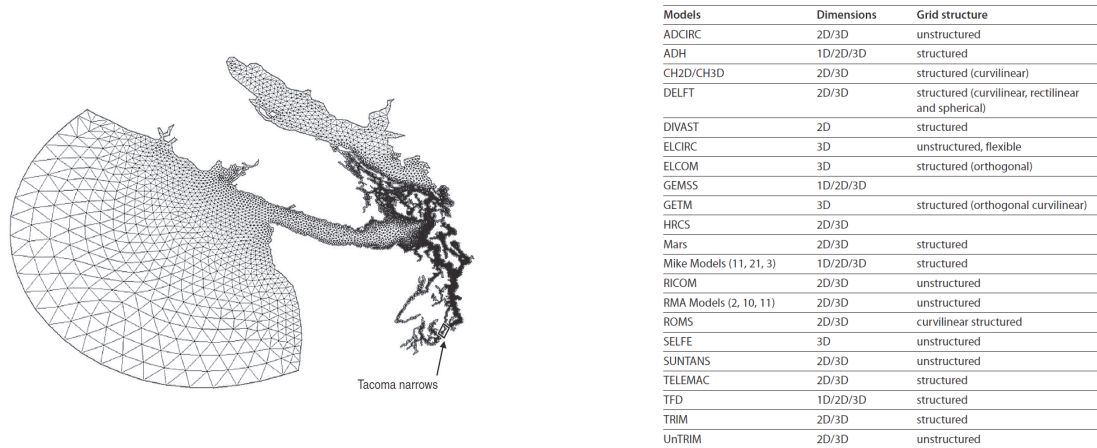 Tacoma narrows
Models Dimensions Grid structure
ADCIRC 2D/3D unstructured
ADH 1D/2D/3D structured
CH2D/CH3D 2D/3D structured (curvilinear)
DELFT 2D/3D structured (curvilinear, rectilinear
and spherical)
DIVAST 2D structured
ELCIRC 3D unstructured, flexible
ELCOM 3D structured (orthogonal)
GEMSS 1D/2D/3D
GETM 3D structured (orthogonal curvilinear)
HRCS 2D/3D
Mars 2D/3D structured
Mike Models (11, 21, 3) 1D/2D/3D structured
RICOM 2D/3D unstructured
RMA Models (2, 10, 11) 2D/3D unstructured
ROMS 2D/3D curvilinear structured
SELFE 3D unstructured
SUNTANS 2D/3D unstructured
TELEMAC 2D/3D structured
TFD 1D/2D/3D structured
TRIM 2D/3D structured
UnTRIM 2D/3D unstructured